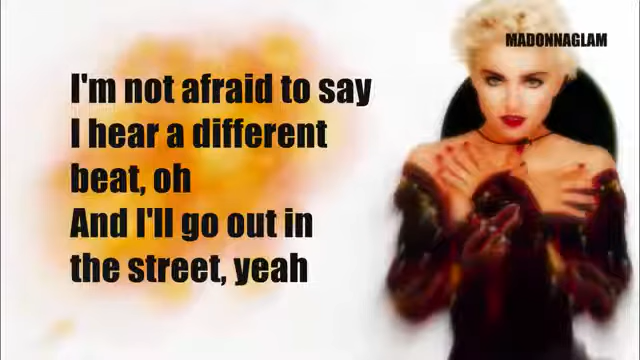 MADONNAGLAM
I'm not afraid to say
I hear a different
beat, oh
And I'll go out in
the street, yeah